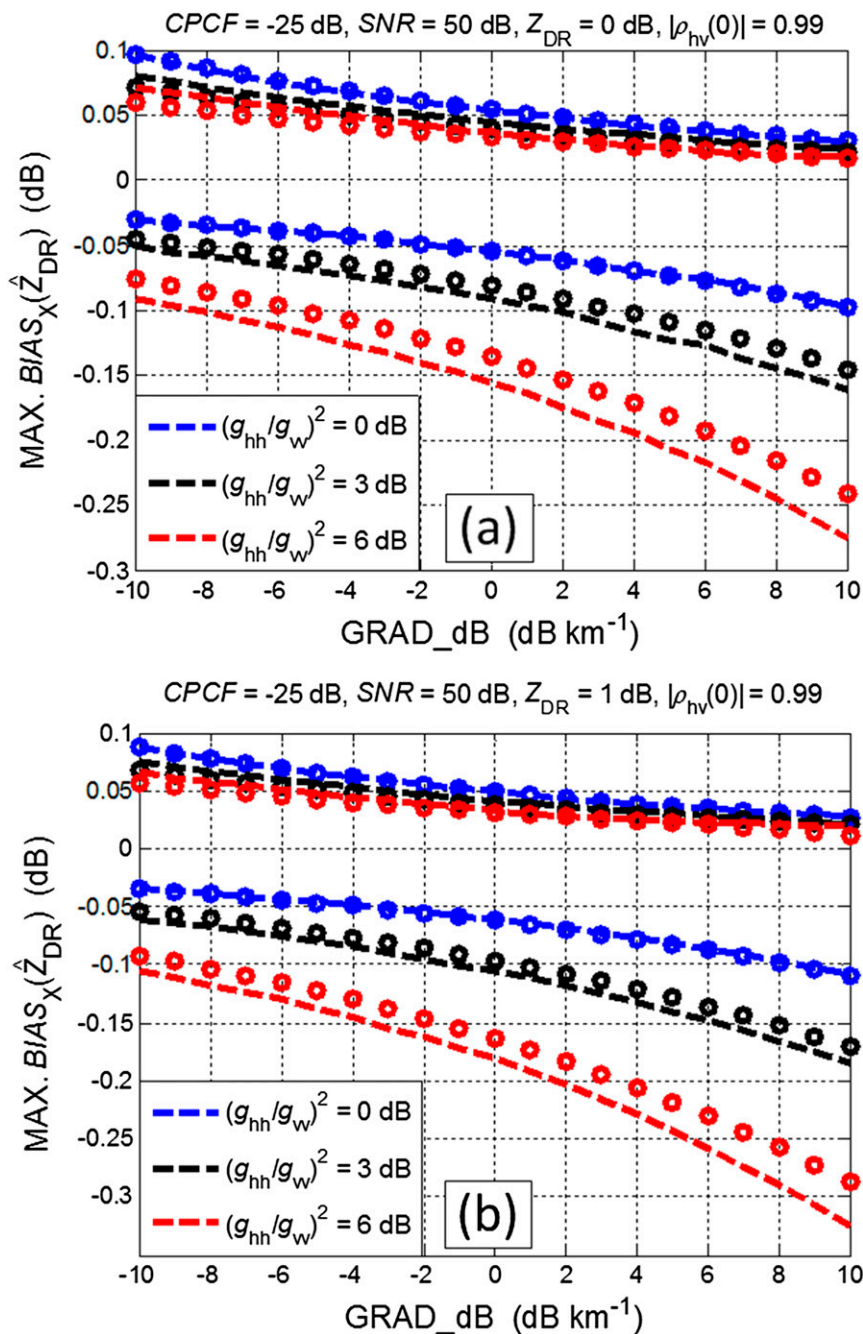 CPCF = -25 dB, SNR = 50 dB, Z_DR = 0 dB, |ρ_hv(0)| = 0.99
0.1
0.05
0
-0.05
-0.1
-0.15
-0.2
-0.25
-0.3
MAX. BIAS_X(Ẑ_DR) (dB)
(g_hh/g_vv)² = 0 dB
(g_hh/g_vv)² = 3 dB
(g_hh/g_vv)² = 6 dB
(a)
-10 -8 -6 -4 -2 0 2 4 6 8 10
GRAD_dB (dB km⁻¹)
CPCF = -25 dB, SNR = 50 dB, Z_DR = 1 dB, |ρ_hv(0)| = 0.99
0.1
0.05
0
-0.05
-0.1
-0.15
-0.2
-0.25
-0.3
MAX. BIAS_X(Ẑ_DR) (dB)
(g_hh/g_vv)² = 0 dB
(g_hh/g_vv)² = 3 dB
(g_hh/g_vv)² = 6 dB
(b)
-10 -8 -6 -4 -2 0 2 4 6 8 10
GRAD_dB (dB km⁻¹)